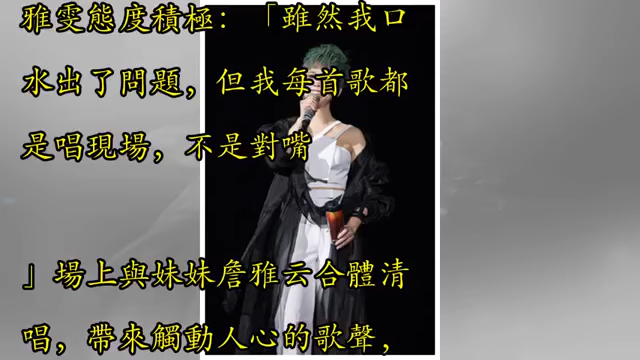 雅雯態度積極：「雖然我口
水出了問題，但我每首歌都
是唱現場，不是對嘴
」場上與妹妹詹雅云合體清
唱，帶來觸動人心的歌聲，